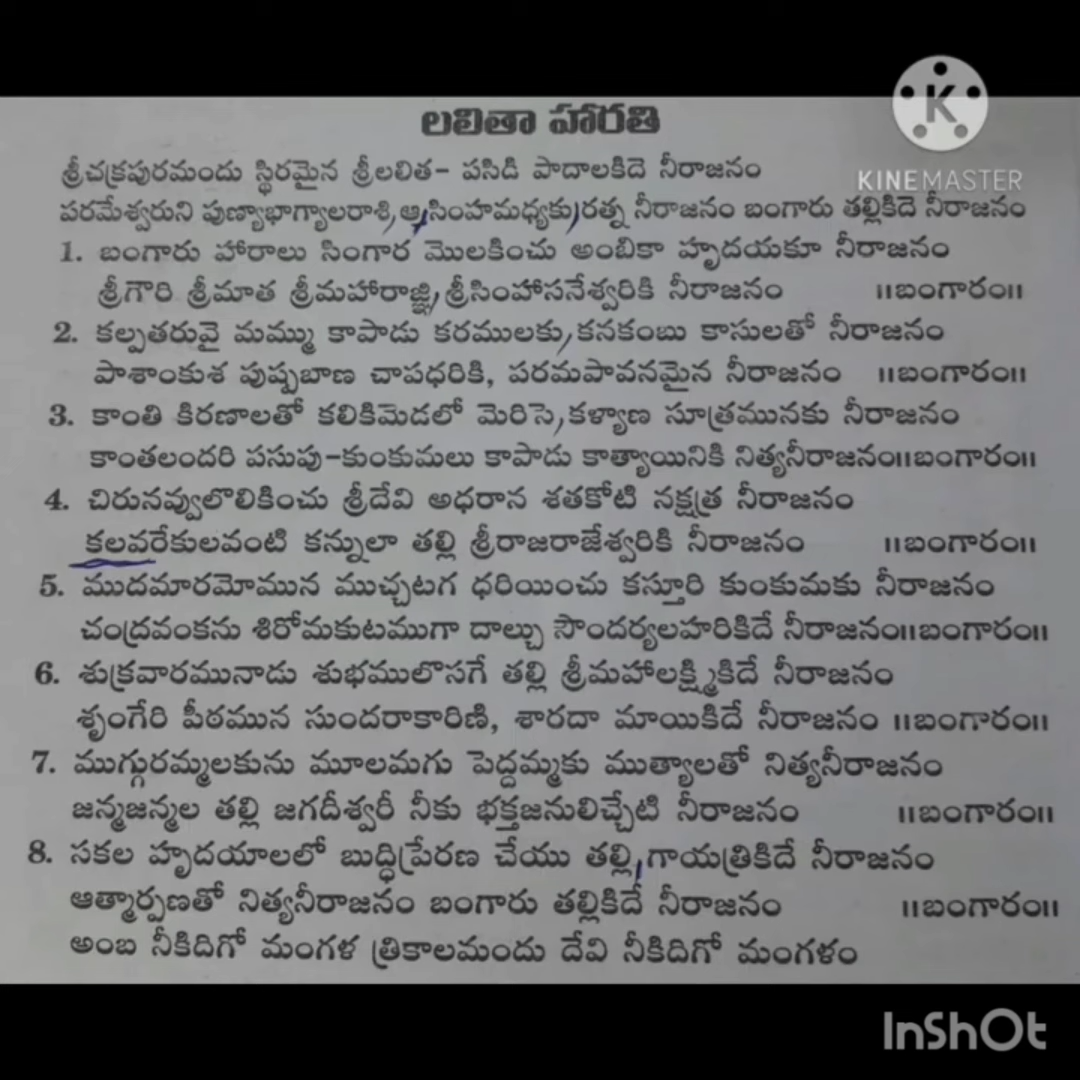 లలితా హారతి
K
KINEMASTER
శ్రీచక్రపురమందు స్థిరమైన శ్రీలలిత- పసిడి పాదాలకిదె నీరాజనం
పరమేశ్వరుని పుణ్యాభాగ్యాలరాశి, ఆ, సింహమధ్యకు, రత్న నీరాజనం బంగారు తల్లికిదె నీరాజనం
1. బంగారు హారాలు సింగార మొలకించు అంబికా హృదయకూ నీరాజనం
శ్రీగౌరి శ్రీమాత శ్రీమహారాజ్ఞి, శ్రీసింహాసనేశ్వరికి నీరాజనం ॥బంగారం॥
2. కల్పతరువై మమ్ము కాపాడు కరములకు, కనకంబు కాసులతో నీరాజనం
పాశాంకుశ పుష్పబాణ చాపధరికి, పరమపావనమైన నీరాజనం ॥బంగారం॥
3. కాంతి కిరణాలతో కలికిమెడలో మెరిసె, కళ్యాణ సూత్రమునకు నీరాజనం
కాంతలందరి పసుపు-కుంకుమలు కాపాడు కాత్యాయినికి నిత్యనీరాజనం॥బంగారం॥
4. చిరునవ్వులొలికించు శ్రీదేవి అధరాన శతకోటి నక్షత్ర నీరాజనం
కలవరేకులవంటి కన్నులా తల్లి శ్రీరాజరాజేశ్వరికి నీరాజనం ॥బంగారం॥
5. ముదమారమోమున ముచ్చటగ ధరియించు కస్తూరి కుంకుమకు నీరాజనం
చంద్రవంకను శిరోమకుటముగా దాల్చు సౌందర్యలహరికిదే నీరాజనం॥బంగారం॥
6. శుక్రవారమునాడు శుభములొసగే తల్లి శ్రీమహాలక్ష్మికిదే నీరాజనం
శృంగేరి పీఠమున సుందరాకారిణి, శారదా మాయికిదే నీరాజనం ॥బంగారం॥
7. ముగ్గురమ్మలకును మూలమగు పెద్దమ్మకు ముత్యాలతో నిత్యనీరాజనం
జన్మజన్మల తల్లి జగదీశ్వరీ నీకు భక్తజనులిచ్చేటి నీరాజనం ॥బంగారం॥
8. సకల హృదయాలలో బుద్ధిప్రేరణ చేయు తల్లి, గాయత్రికిదే నీరాజనం
ఆత్మార్పణతో నిత్యనీరాజనం బంగారు తల్లికిదే నీరాజనం ॥బంగారం॥
అంబ నీకిదిగో మంగళ త్రికాలమందు దేవి నీకిదిగో మంగళం
InShOt